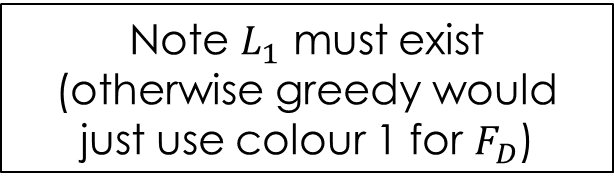 Note L₁ must exist
(otherwise greedy would
just use colour 1 for F_D)